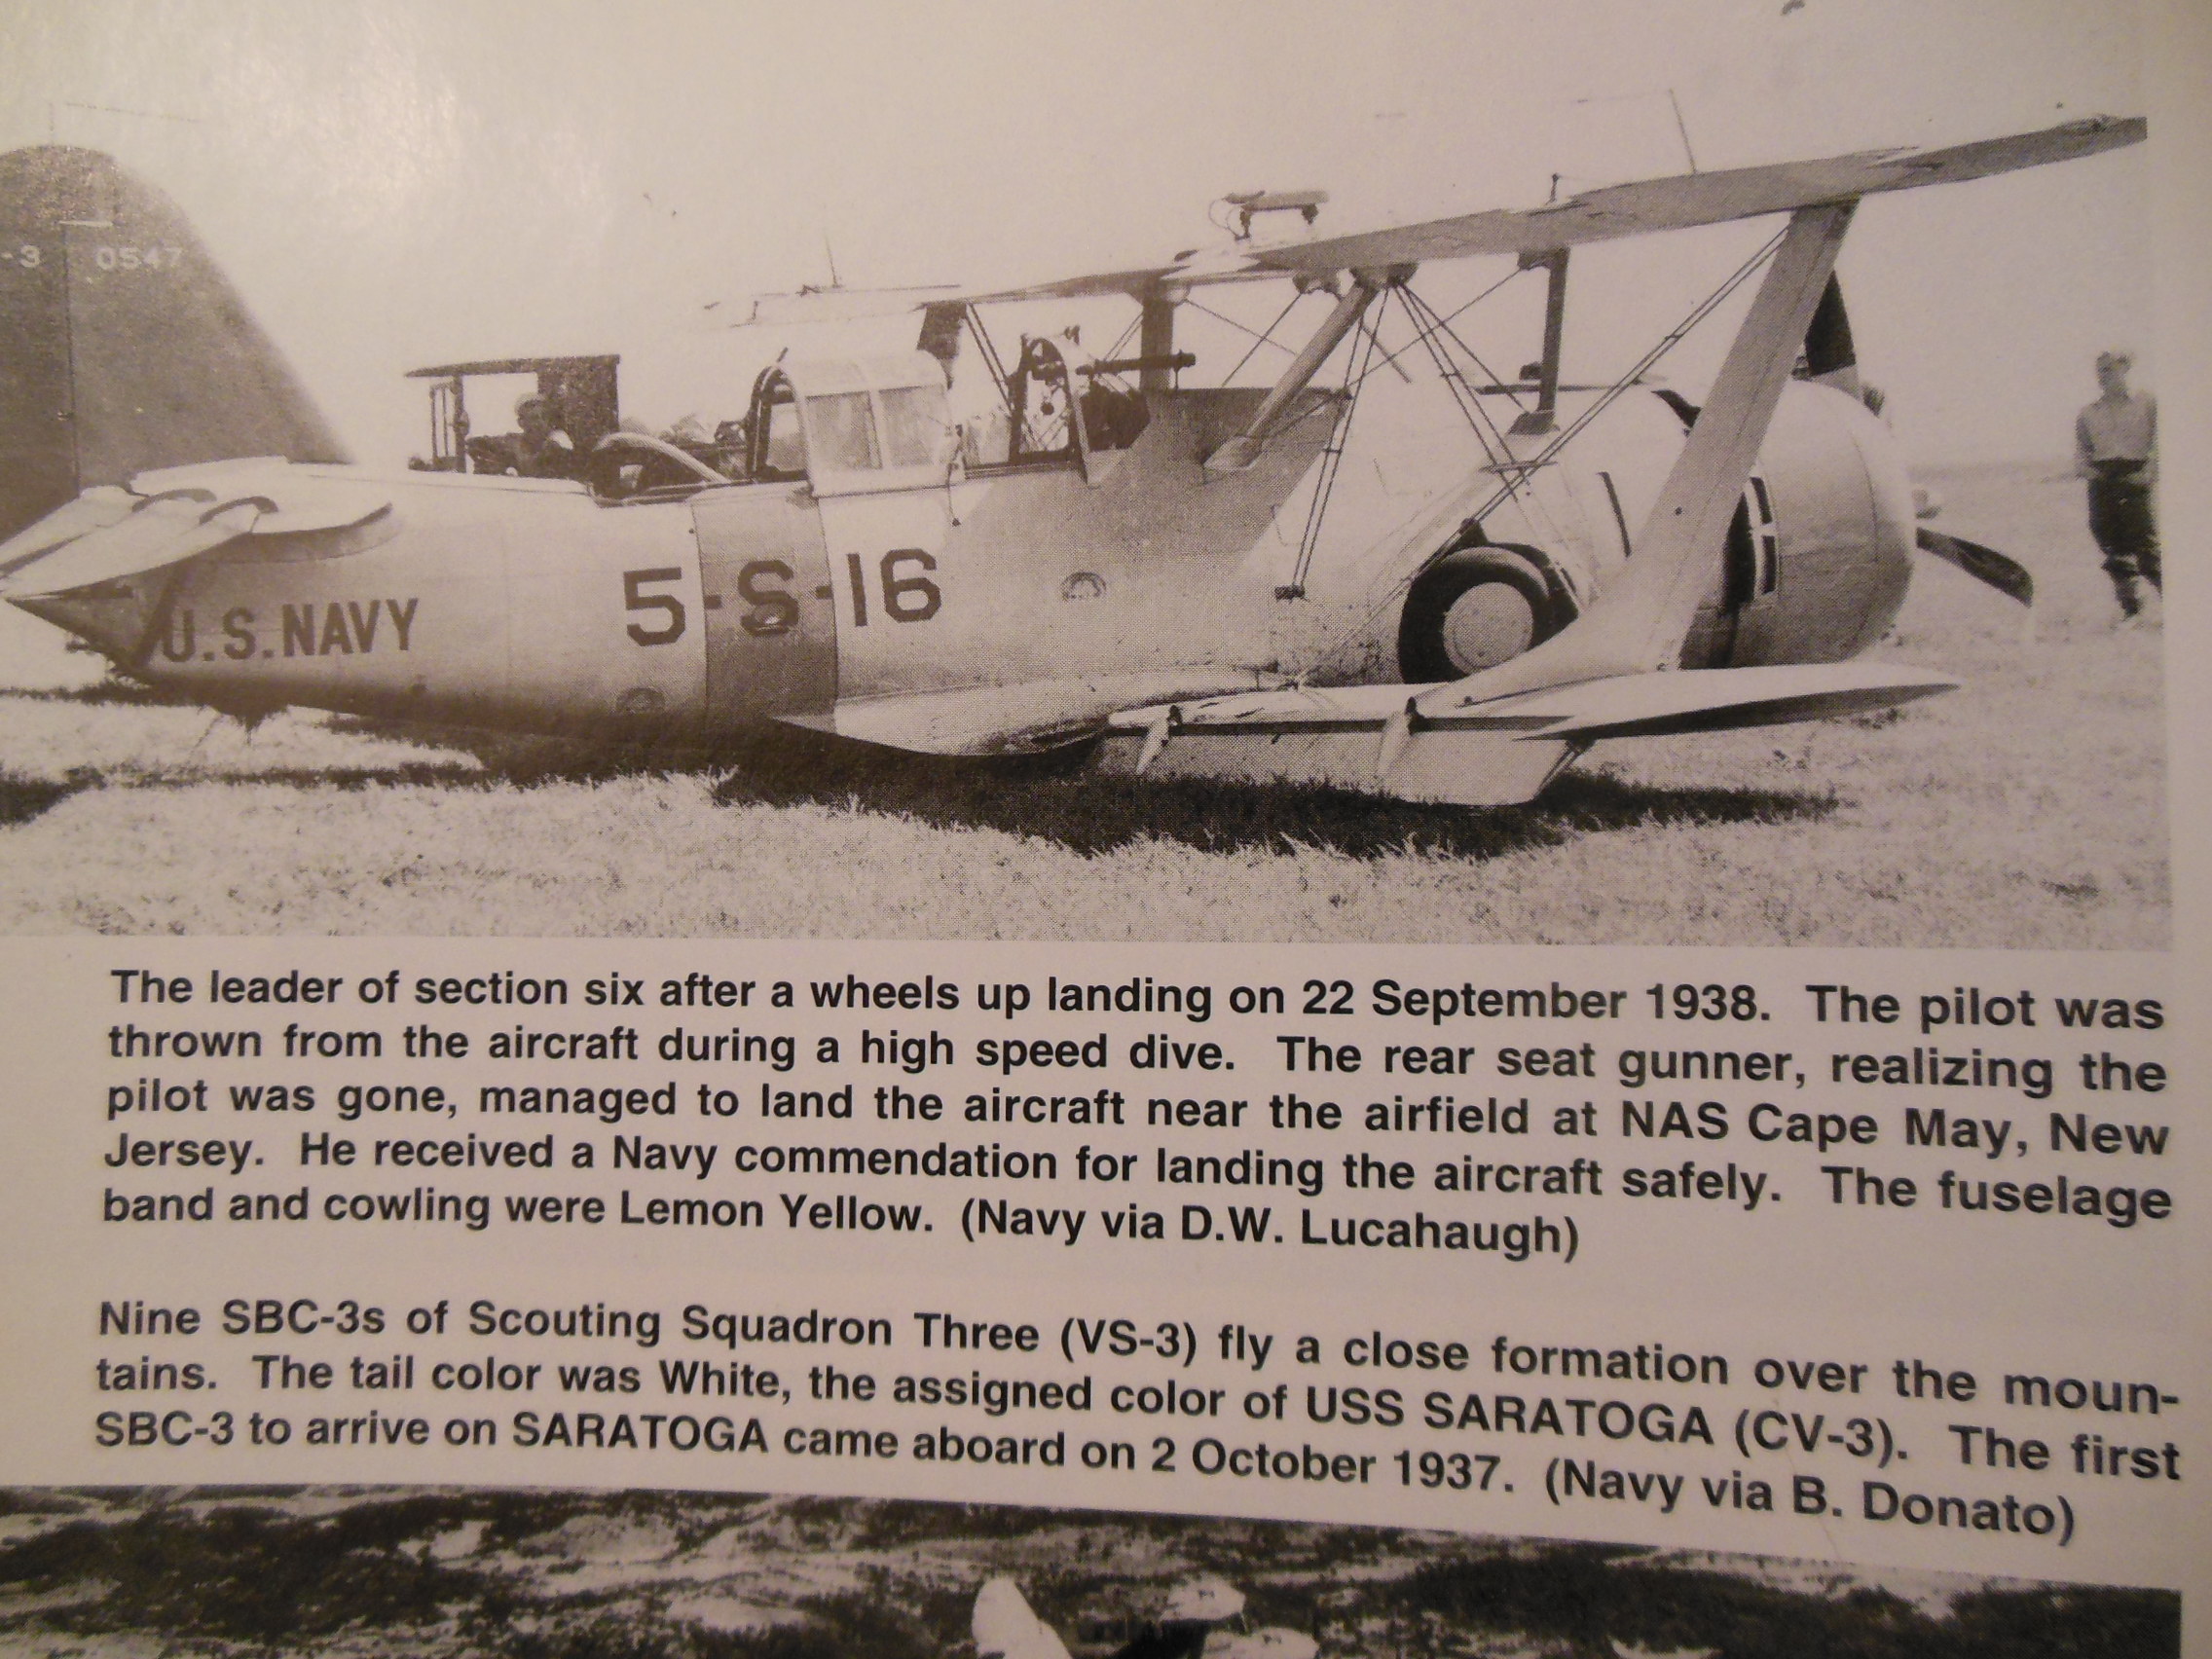 -3 0547
U.S.NAVY
5-S-16
The leader of section six after a wheels up landing on 22 September 1938. The pilot was
thrown from the aircraft during a high speed dive. The rear seat gunner, realizing the
pilot was gone, managed to land the aircraft near the airfield at NAS Cape May, New
Jersey. He received a Navy commendation for landing the aircraft safely. The fuselage
band and cowling were Lemon Yellow. (Navy via D.W. Lucahaugh)
Nine SBC-3s of Scouting Squadron Three (VS-3) fly a close formation over the moun-
tains. The tail color was White, the assigned color of USS SARATOGA (CV-3). The first
SBC-3 to arrive on SARATOGA came aboard on 2 October 1937. (Navy via B. Donato)